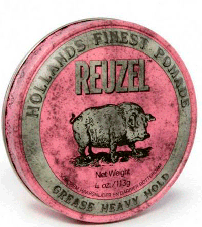 HOLLANDS FINEST POMADE
REUZEL
Net Weight
4 oz./113g
GREASE HEAVY HOLD